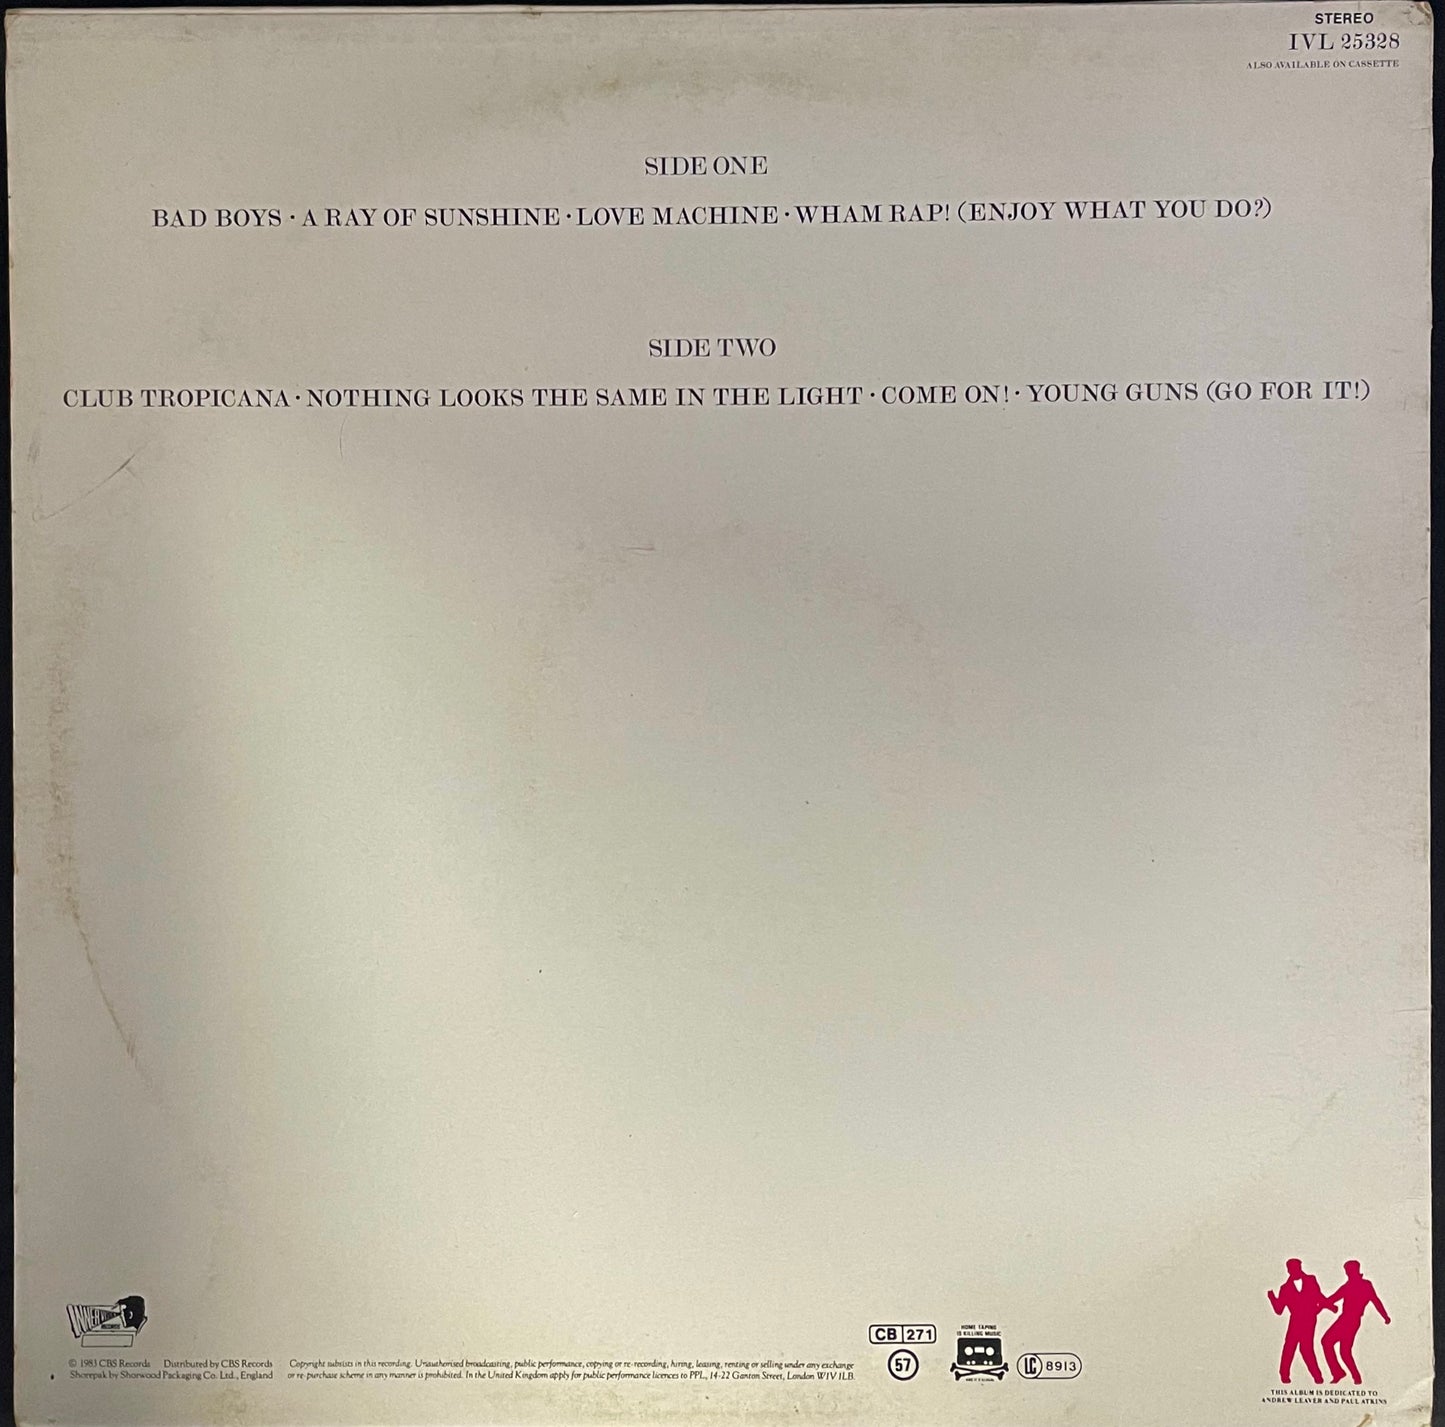 STEREO
IVL 25328
ALSO AVAILABLE ON CASSETTE
SIDE ONE
BAD BOYS · A RAY OF SUNSHINE · LOVE MACHINE · WHAM RAP! (ENJOY WHAT YOU DO?)
SIDE TWO
CLUB TROPICANA · NOTHING LOOKS THE SAME IN THE LIGHT · COME ON! · YOUNG GUNS (GO FOR IT!)
INNERVISION
RECORDS
© 1983 CBS Records Distributed by CBS Records
Shorepak by Shorwood Packaging Co. Ltd., England
Copyright subsists in this recording. Unauthorised broadcasting, public performance, copying or re-recording, hiring, leasing, renting or selling under any exchange
or re-purchase scheme in any manner is prohibited. In the United Kingdom apply for public performance licences to PPL, 14-22 Ganton Street, London W1V 1LB.
CB 271
57
HOME TAPING
IS KILLING MUSIC
LC 8913
THIS ALBUM IS DEDICATED TO
ANDREW LEAVER AND PAUL ATKINS